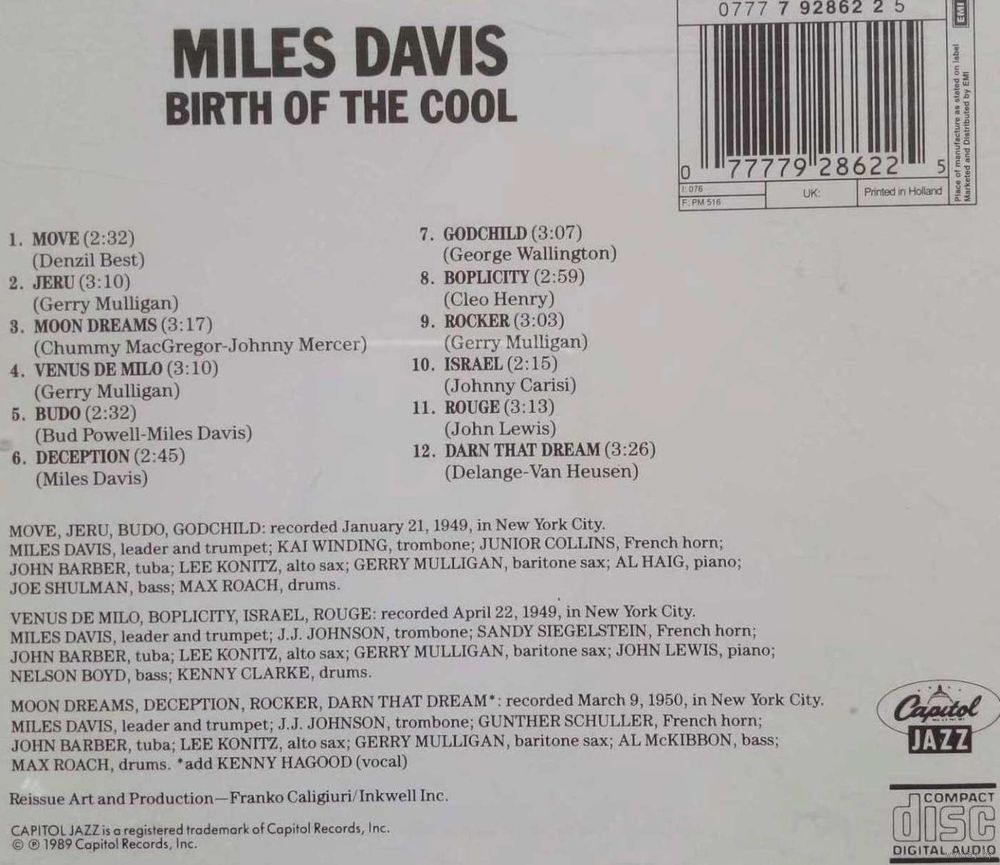 MILES DAVIS
BIRTH OF THE COOL
0777 7 92862 2 5
0 77779 28622 5
I: 076
F: PM 516
UK:
Printed in Holland
EMI
Place of manufacture as stated on label
Marketed and Distributed by EMI
1. MOVE (2:32)
(Denzil Best)
2. JERU (3:10)
(Gerry Mulligan)
3. MOON DREAMS (3:17)
(Chummy MacGregor-Johnny Mercer)
4. VENUS DE MILO (3:10)
(Gerry Mulligan)
5. BUDO (2:32)
(Bud Powell-Miles Davis)
6. DECEPTION (2:45)
(Miles Davis)
7. GODCHILD (3:07)
(George Wallington)
8. BOPLICITY (2:59)
(Cleo Henry)
9. ROCKER (3:03)
(Gerry Mulligan)
10. ISRAEL (2:15)
(Johnny Carisi)
11. ROUGE (3:13)
(John Lewis)
12. DARN THAT DREAM (3:26)
(Delange-Van Heusen)
MOVE, JERU, BUDO, GODCHILD: recorded January 21, 1949, in New York City.
MILES DAVIS, leader and trumpet; KAI WINDING, trombone; JUNIOR COLLINS, French horn;
JOHN BARBER, tuba; LEE KONITZ, alto sax; GERRY MULLIGAN, baritone sax; AL HAIG, piano;
JOE SHULMAN, bass; MAX ROACH, drums.
VENUS DE MILO, BOPLICITY, ISRAEL, ROUGE: recorded April 22, 1949, in New York City.
MILES DAVIS, leader and trumpet; J.J. JOHNSON, trombone; SANDY SIEGELSTEIN, French horn;
JOHN BARBER, tuba; LEE KONITZ, alto sax; GERRY MULLIGAN, baritone sax; JOHN LEWIS, piano;
NELSON BOYD, bass; KENNY CLARKE, drums.
MOON DREAMS, DECEPTION, ROCKER, DARN THAT DREAM*: recorded March 9, 1950, in New York City.
MILES DAVIS, leader and trumpet; J.J. JOHNSON, trombone; GUNTHER SCHULLER, French horn;
JOHN BARBER, tuba; LEE KONITZ, alto sax; GERRY MULLIGAN, baritone sax; AL McKIBBON, bass;
MAX ROACH, drums. *add KENNY HAGOOD (vocal)
Reissue Art and Production—Franko Caligiuri/Inkwell Inc.
CAPITOL JAZZ is a registered trademark of Capitol Records, Inc.
© ℗ 1989 Capitol Records, Inc.
Capitol
JAZZ
COMPACT
disc
DIGITAL AUDIO